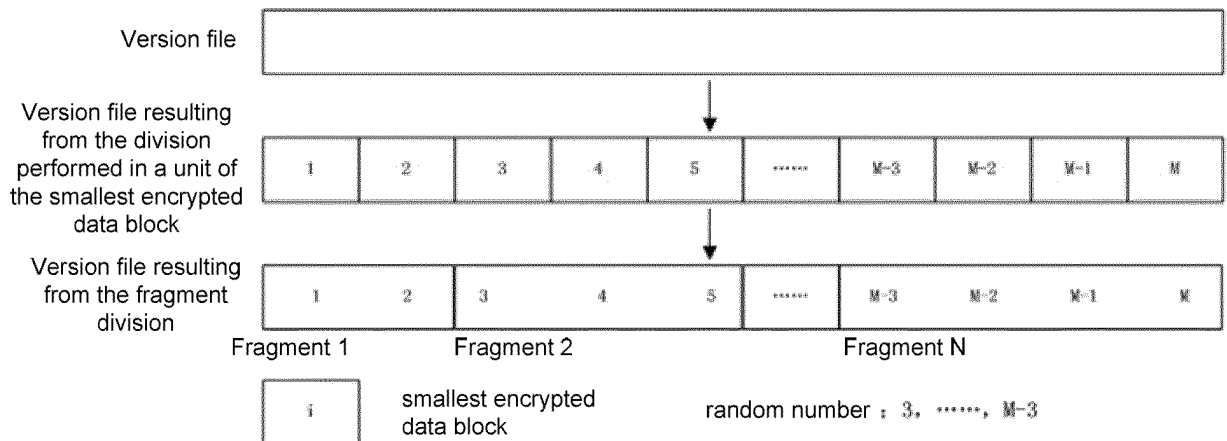 Version file
Version file resulting
from the division
performed in a unit of
the smallest encrypted
data block
1 2 3 4 5 ...... M-3 M-2 M-1 M
Version file resulting
from the fragment
division
1 2 3 4 5 ...... M-3 M-2 M-1 M
Fragment 1 Fragment 2 Fragment N
i
smallest encrypted
data block
random number : 3, ......, M-3